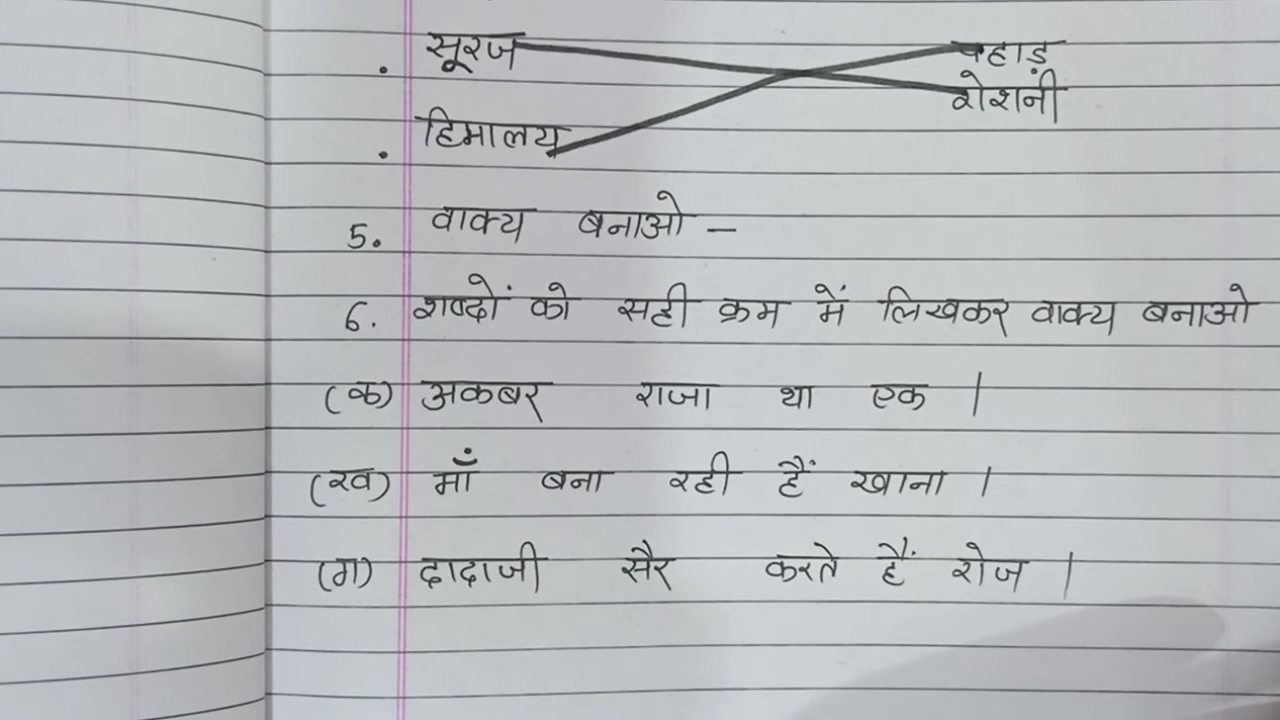 . सूरज पहाड़
रोशनी
. हिमालय
5. वाक्य बनाओ –
6. शब्दों को सही क्रम में लिखकर वाक्य बनाओ
(क) अकबर राजा था एक |
(ख) माँ बना रही हैं खाना |
(ग) दादाजी सैर करते हैं रोज |